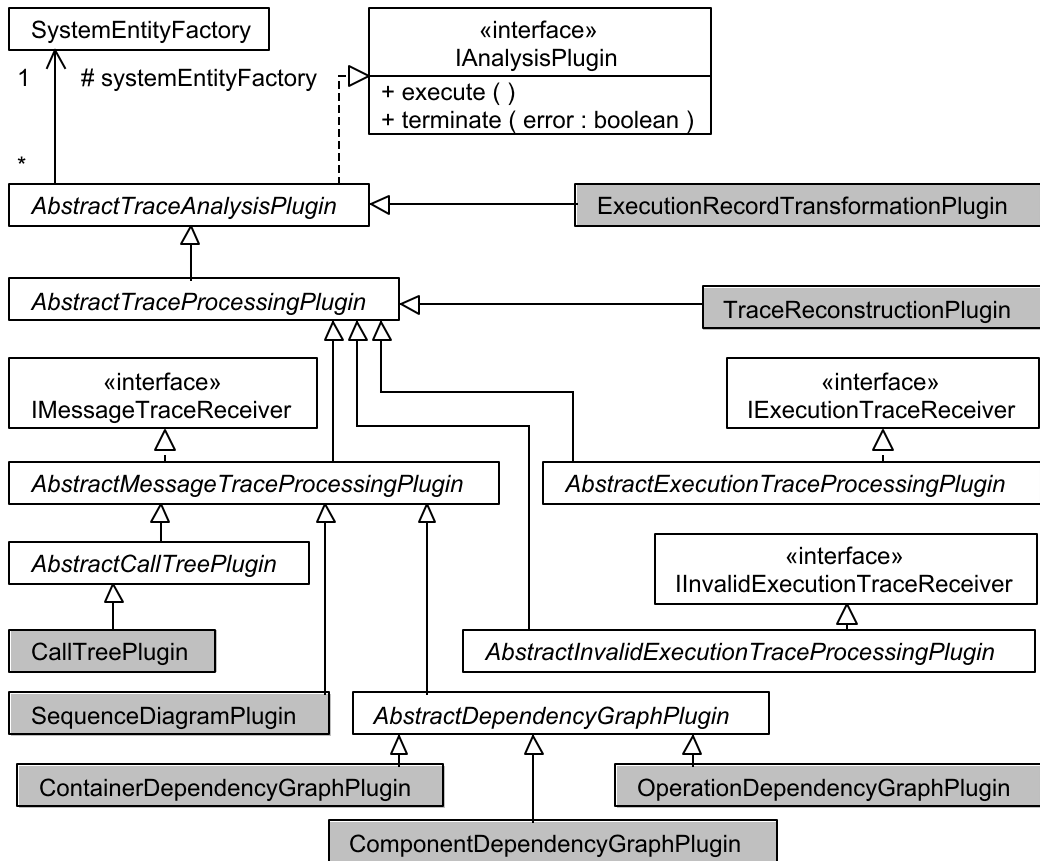 SystemEntityFactory
«interface»
IAnalysisPlugin
1
# systemEntityFactory
+ execute ( )
+ terminate ( error : boolean )
*
AbstractTraceAnalysisPlugin
ExecutionRecordTransformationPlugin
AbstractTraceProcessingPlugin
TraceReconstructionPlugin
«interface»
IMessageTraceReceiver
«interface»
IExecutionTraceReceiver
AbstractMessageTraceProcessingPlugin
AbstractExecutionTraceProcessingPlugin
AbstractCallTreePlugin
«interface»
IInvalidExecutionTraceReceiver
CallTreePlugin
AbstractInvalidExecutionTraceProcessingPlugin
SequenceDiagramPlugin
AbstractDependencyGraphPlugin
ContainerDependencyGraphPlugin
OperationDependencyGraphPlugin
ComponentDependencyGraphPlugin